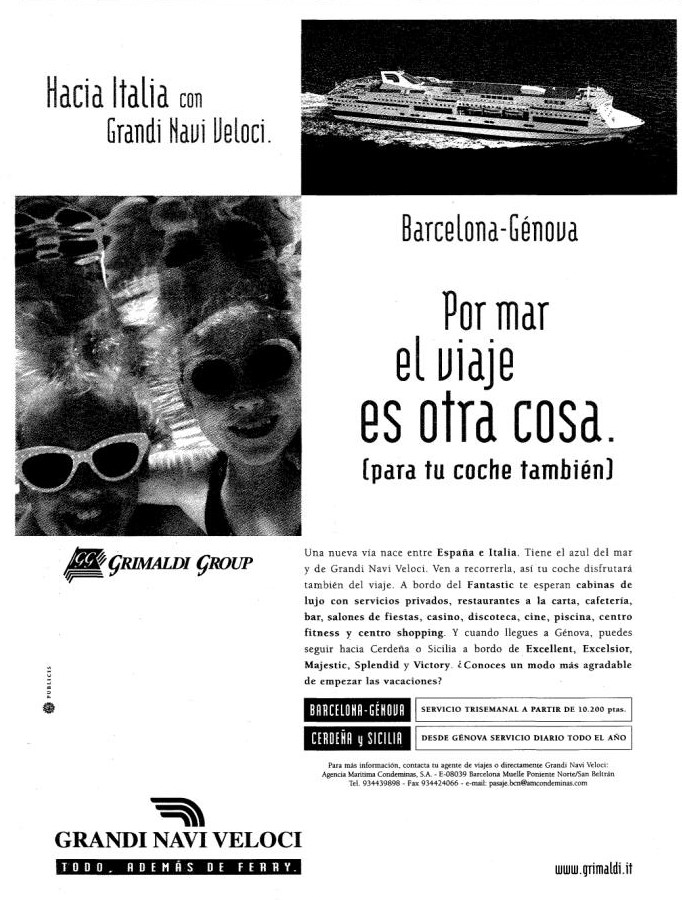 Hacia Italia con
Grandi Navi Veloci.
Barcelona-Génova
Por mar
el viaje
es otra cosa.
(para tu coche también)
GG GRIMALDI GROUP
Una nueva vía nace entre España e Italia. Tiene el azul del mar
y de Grandi Navi Veloci. Ven a recorrerla, así tu coche disfrutará
también del viaje. A bordo del Fantastic te esperan cabinas de
lujo con servicios privados, restaurantes a la carta, cafetería,
bar, salones de fiestas, casino, discoteca, cine, piscina, centro
fitness y centro shopping. Y cuando llegues a Génova, puedes
seguir hacia Cerdeña o Sicilia a bordo de Excellent, Excelsior,
Majestic, Splendid y Victory. ¿Conoces un modo más agradable
de empezar las vacaciones?
PUBLICIS
BARCELONA-GÉNOVA SERVICIO TRISEMANAL A PARTIR DE 10.200 ptas.
CERDEÑA y SICILIA DESDE GÉNOVA SERVICIO DIARIO TODO EL AÑO
Para más información, contacta tu agente de viajes o directamente Grandi Navi Veloci:
Agencia Marítima Condeminas, S.A. - E-08039 Barcelona Muelle Poniente Norte/San Beltrán
Tel. 934439898 - Fax 934424066 - e-mail: pasaje.bcn@amcondeminas.com
GRANDI NAVI VELOCI
TODO, ADEMÁS DE FERRY.
www.grimaldi.it